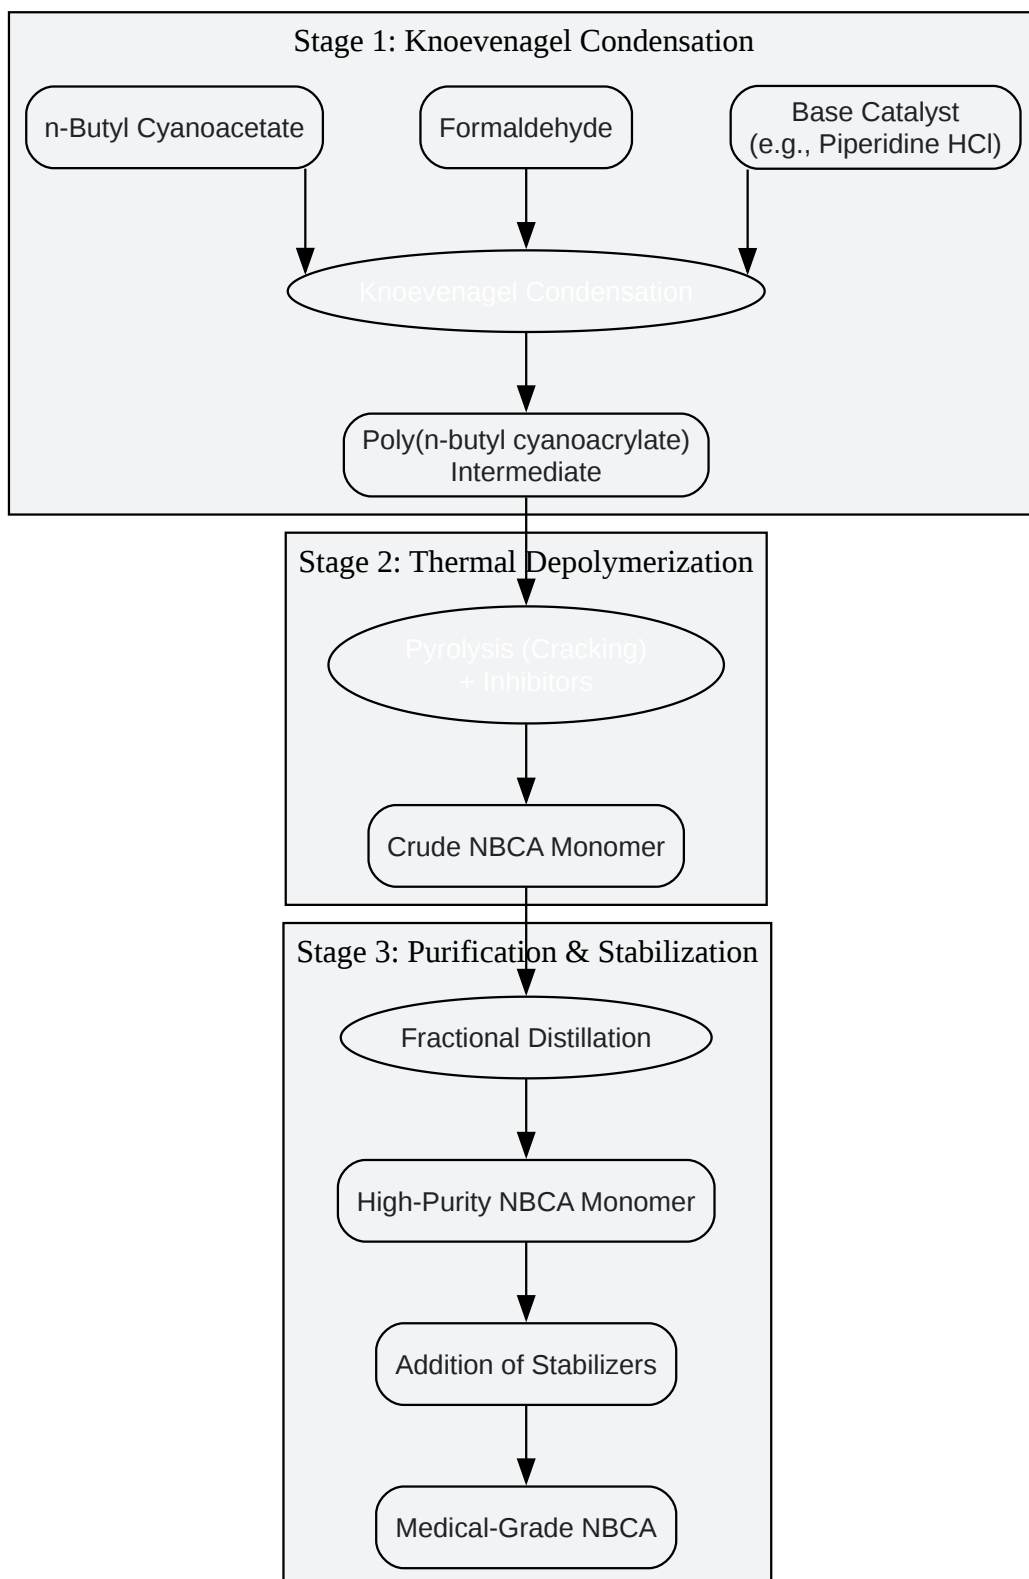 Stage 1: Knoevenagel Condensation
n-Butyl Cyanoacetate
Formaldehyde
Base Catalyst
(e.g., Piperidine HCl)
Knoevenagel Condensation
Poly(n-butyl cyanoacrylate)
Intermediate
Stage 2: Thermal Depolymerization
Pyrolysis (Cracking)
+ Inhibitors
Crude NBCA Monomer
Stage 3: Purification & Stabilization
Fractional Distillation
High-Purity NBCA Monomer
Addition of Stabilizers
Medical-Grade NBCA